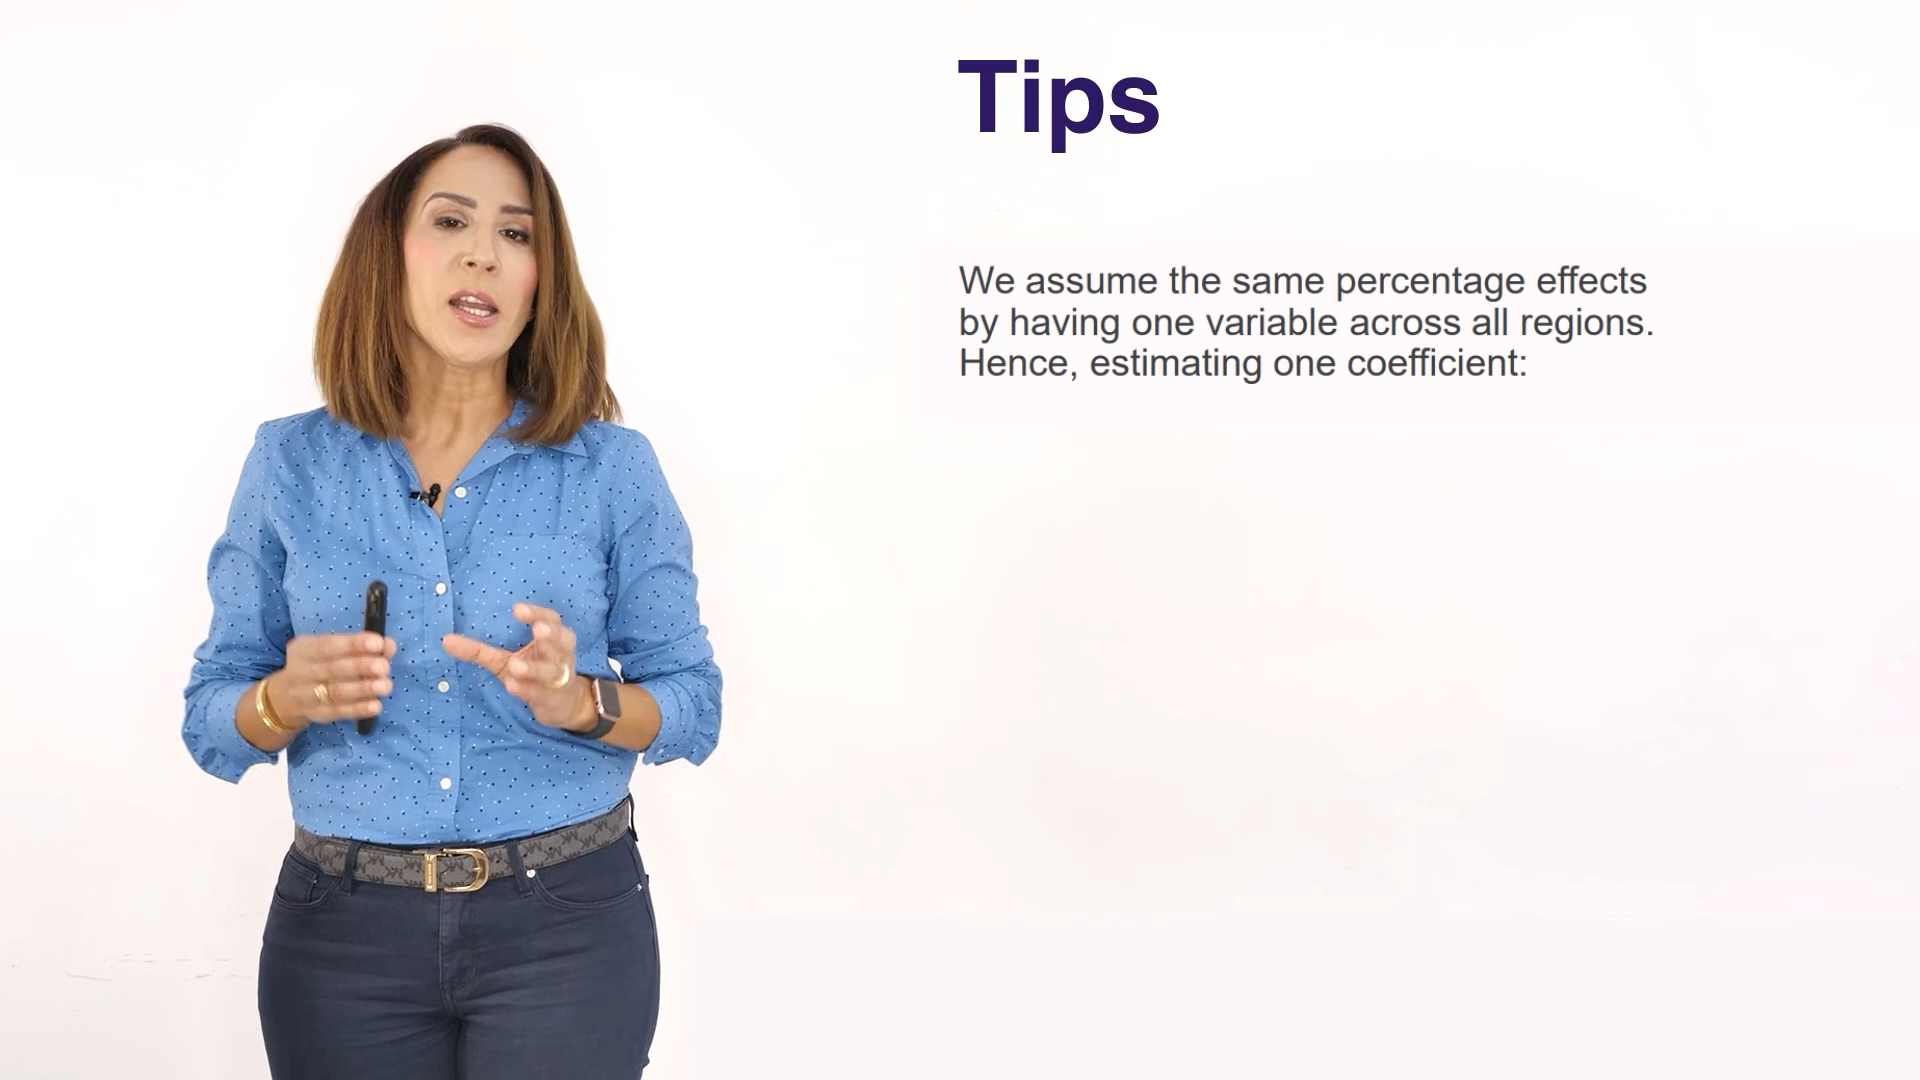 Tips
We assume the same percentage effects
by having one variable across all regions.
Hence, estimating one coefficient: